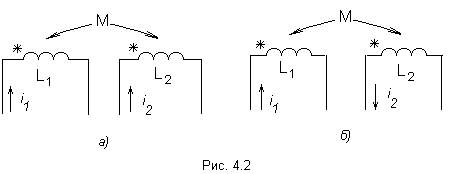 M
M
* * * *
L1 L2 L1 L2
i1 i2 i1 i2
а) б)
Рис. 4.2